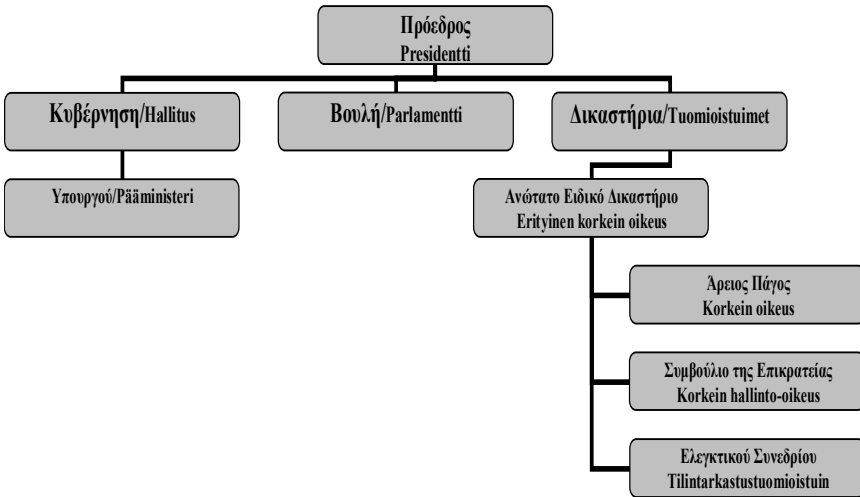 Πρόεδρος
Presidentti
Κυβέρνηση/Hallitus
Βουλή/Parlamentti
Δικαστήρια/Tuomioistuimet
Υπουργού/Pääministeri
Ανώτατο Ειδικό Δικαστήριο
Erityinen korkein oikeus
Άρειος Πάγος
Korkein oikeus
Συμβούλιο της Επικρατείας
Korkein hallinto-oikeus
Ελεγκτικού Συνεδρίου
Tilintarkastustuomioistuin